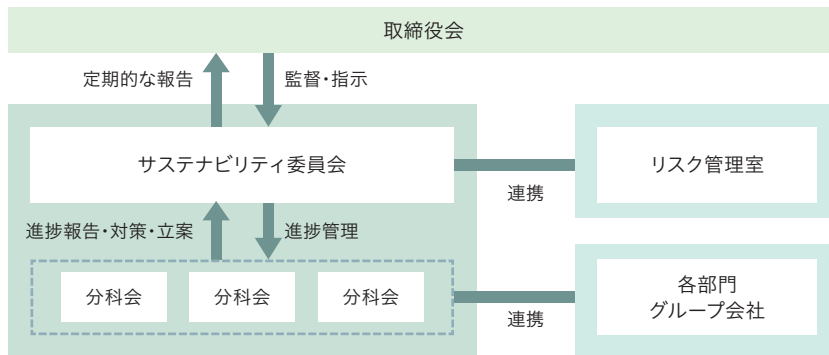 取締役会
定期的な報告
監督・指示
サステナビリティ委員会
連携
リスク管理室
進捗報告・対策・立案
進捗管理
分科会
分科会
分科会
連携
各部門
グループ会社